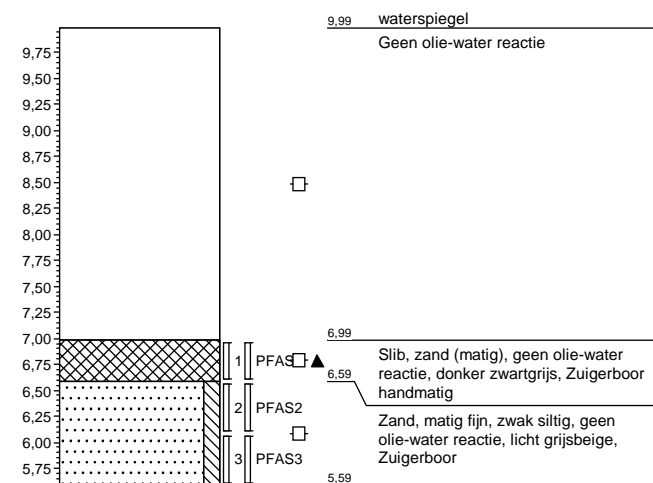 9,99 waterspiegel
Geen olie-water reactie
9,75
9,50
9,25
9,00
8,75
8,50
8,25
8,00
7,75
7,50
7,25
7,00
6,99
6,75
1 PFAS
Slib, zand (matig), geen olie-water
reactie, donker zwartgrijs, Zuigerboor
handmatig
6,59
6,50
2 PFAS2
6,25
Zand, matig fijn, zwak siltig, geen
olie-water reactie, licht grijsbeige,
Zuigerboor
6,00
3 PFAS3
5,75
5,59